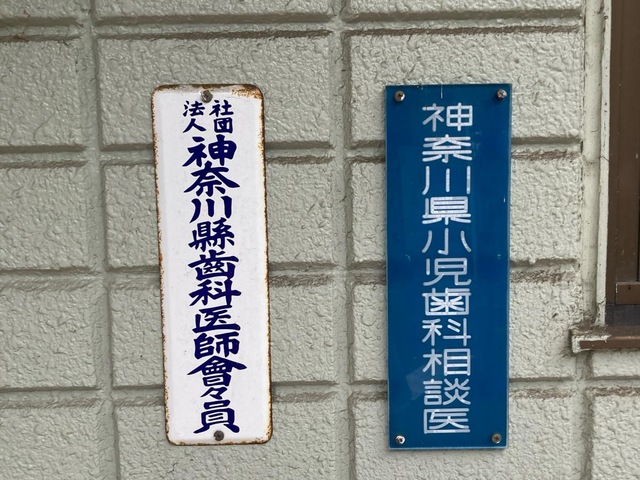 社団
法人
神奈川縣歯科医師會々員
神奈川県小児歯科相談医